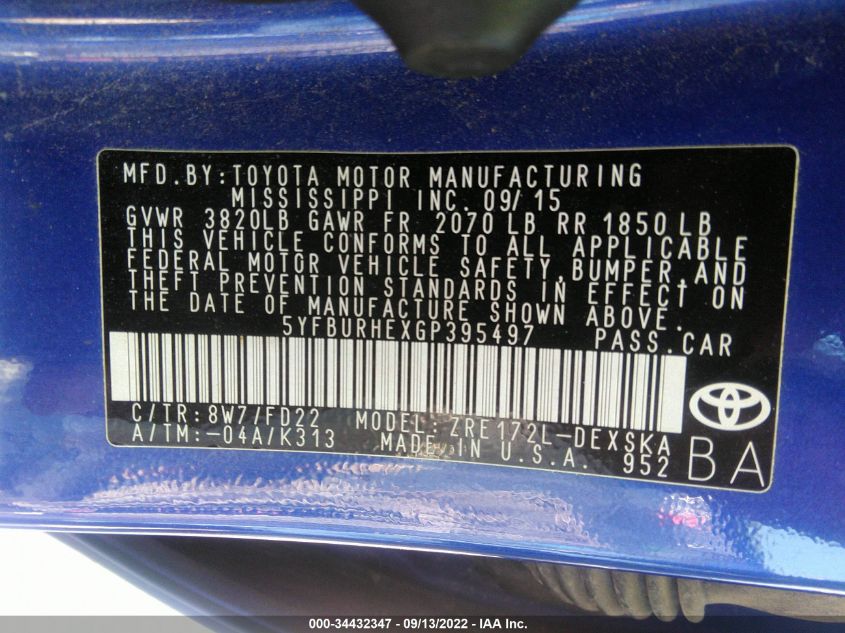 MFD.BY:TOYOTA MOTOR MANUFACTURING
MISSISSIPPI INC. 09/15
GVWR 3820LB GAWR FR 2070 LB RR 1850 LB
THIS VEHICLE CONFORMS TO ALL APPLICABLE
FEDERAL MOTOR VEHICLE SAFETY,BUMPER,AND
THEFT PREVENTION STANDARDS IN EFFECT ON
THE DATE OF MANUFACTURE SHOWN ABOVE.
5YFBURHEXGP395497 PASS.CAR
C/TR:8W7/FD22 MODEL:ZRE172L-DEXSKA
A/TM:-04A/K313 MADE IN U.S.A. 952
BA
000-34432347 - 09/13/2022 - IAA Inc.